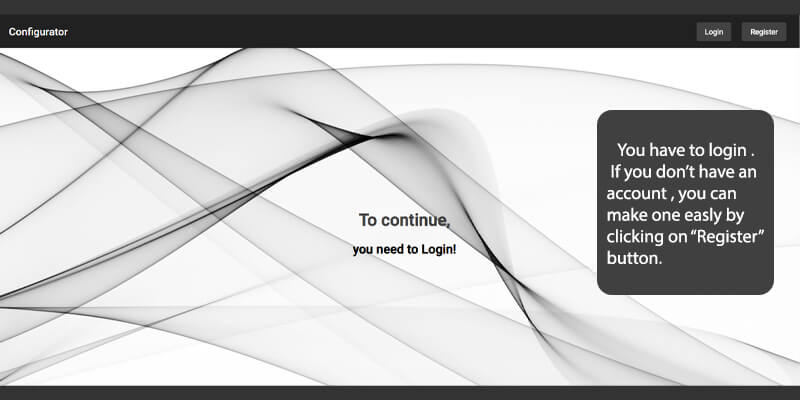 Configurator
Login
Register
To continue,
you need to Login!
You have to login .
If you don’t have an
account , you can
make one easly by
clicking on “Register”
button.